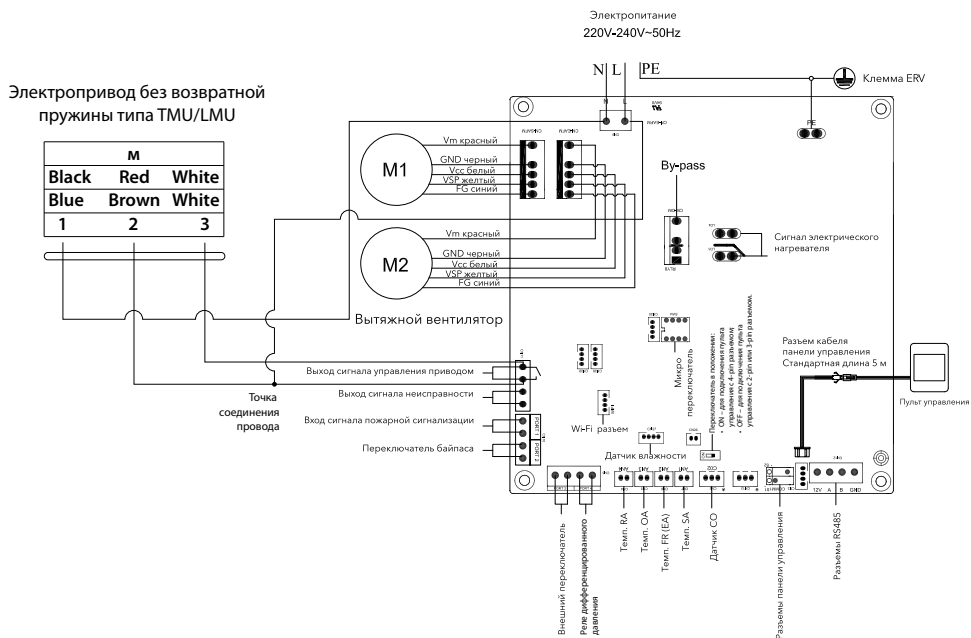 Электропитание
220V-240V~50Hz
N L PE
Клемма ERV
Электропривод без возвратной
пружины типа TMU/LMU
M
Black Red White
Blue Brown White
1 2 3
N L
PE
M1
Vm красный
GND черный
Vcc белый
VSP желтый
FG синий
By-pass
Сигнал электрического
нагревателя
M2
Vm красный
GND черный
Vcc белый
VSP желтый
FG синий
Вытяжной вентилятор
Выход сигнала управления приводом
Выход сигнала неисправности
Точка
соединения
провода
Вход сигнала пожарной сигнализации
Переключатель байпаса
PORT 1
PORT 2
Wi-Fi разъем
Датчик влажности
Микро
переключатель
Переключатель в положении:
• ON – для подключения пульта
управления с 4-pin разъемом
• OFF – для подключения пульта
управления с 2-pin или 3-pin разъемом.
Разъем кабеля
панели управления
Стандартная длина 5 м
Пульт управления
12V A B GND
Внешний переключатель
Реле дифференцированного
давления
Темп. RA
Темп. OA
Темп. FR (EA)
Темп. SA
Датчик CO
Разъемы панели управления
Разъемы RS485